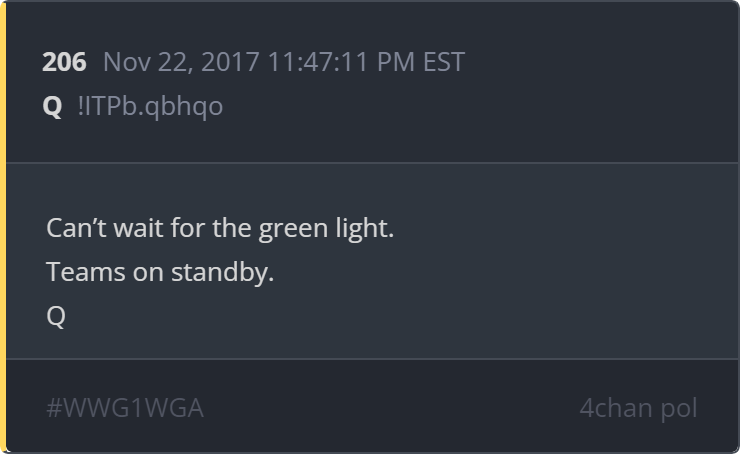 206 Nov 22, 2017 11:47:11 PM EST
Q !ITPb.qbhqo
Can’t wait for the green light.
Teams on standby.
Q
#WWG1WGA 4chan pol